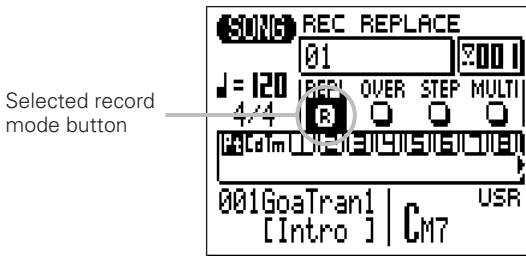 SONG REC REPLACE
01 001
♩=120 REPL OVER STEP MULTI
4/4 R
Pt Cd Tm 1 2 3 4 5 6 7 8
001GoaTran1 CM7 USR
[Intro ]
Selected record
mode button